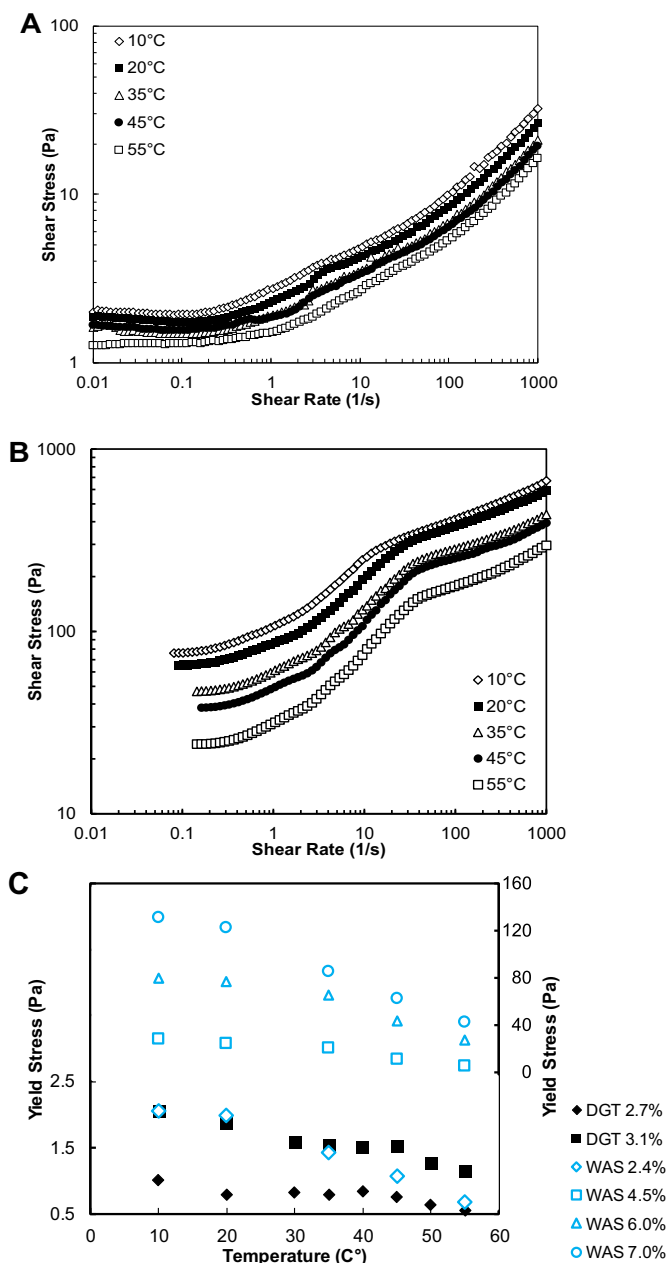 A
100
10
1
Shear Stress (Pa)
10°C
20°C
35°C
45°C
55°C
0.01 0.1 1 10 100 1000
Shear Rate (1/s)
B
1000
100
10
Shear Stress (Pa)
10°C
20°C
35°C
45°C
55°C
0.01 0.1 1 10 100 1000
Shear Rate (1/s)
C
2.5
1.5
0.5
Yield Stress (Pa)
160
120
80
40
0
Yield Stress (Pa)
0 10 20 30 40 50 60
Temperature (C°)
DGT 2.7%
DGT 3.1%
WAS 2.4%
WAS 4.5%
WAS 6.0%
WAS 7.0%